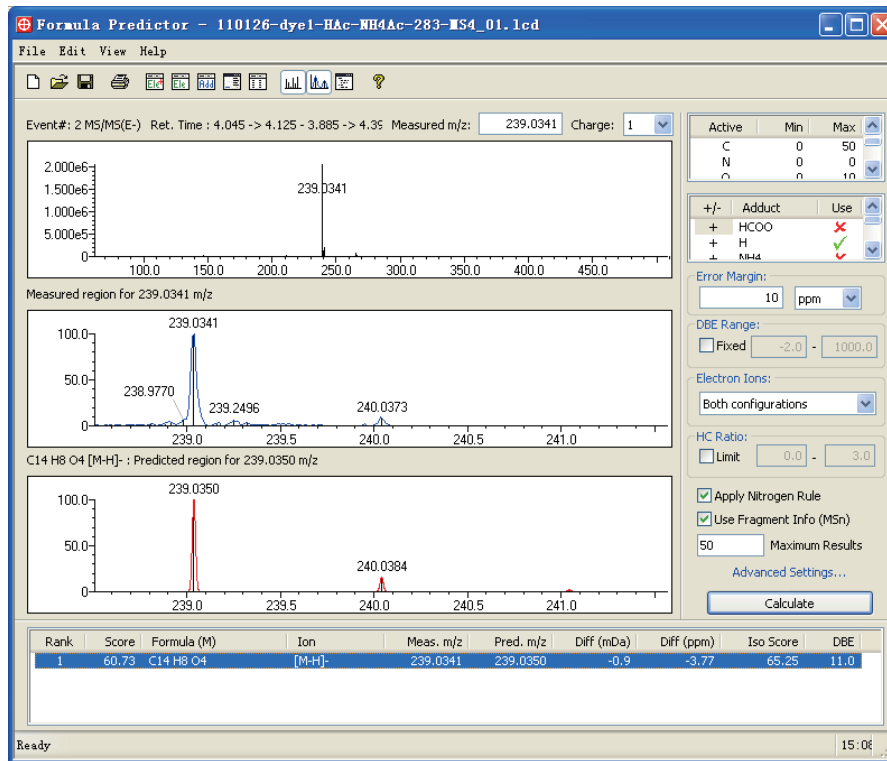 Formula Predictor - 110126-dye1-HAc-NH4Ac-283-MS4_01.lcd
File Edit View Help
Event#: 2 MS/MS(E-) Ret. Time : 4.045 -> 4.125 - 3.885 -> 4.39 Measured m/z: 239.0341 Charge: 1
2.000e6
1.500e6
1.000e6
5.000e5
0
239.0341
100.0 150.0 200.0 250.0 300.0 350.0 400.0 450.0
Measured region for 239.0341 m/z
100.0
50.0
0
239.0341
238.9770
239.2496
240.0373
239.0 239.5 240.0 240.5 241.0
C14 H8 O4 [M-H]- : Predicted region for 239.0350 m/z
100.0
50.0
0
239.0350
240.0384
239.0 239.5 240.0 240.5 241.0
Active Min Max
C 0 50
N 0 0
O 0 10
+/- Adduct Use
+ HCOO
+ H
+ NH4
Error Margin:
10 ppm
DBE Range:
Fixed -2.0 - 1000.0
Electron Ions:
Both configurations
HC Ratio:
Limit 0.0 - 3.0
Apply Nitrogen Rule
Use Fragment Info (MSn)
50 Maximum Results
Advanced Settings...
Calculate
Rank Score Formula (M) Ion Meas. m/z Pred. m/z Diff (mDa) Diff (ppm) Iso Score DBE
1 60.73 C14 H8 O4 [M-H]- 239.0341 239.0350 -0.9 -3.77 65.25 11.0
Ready 15:08